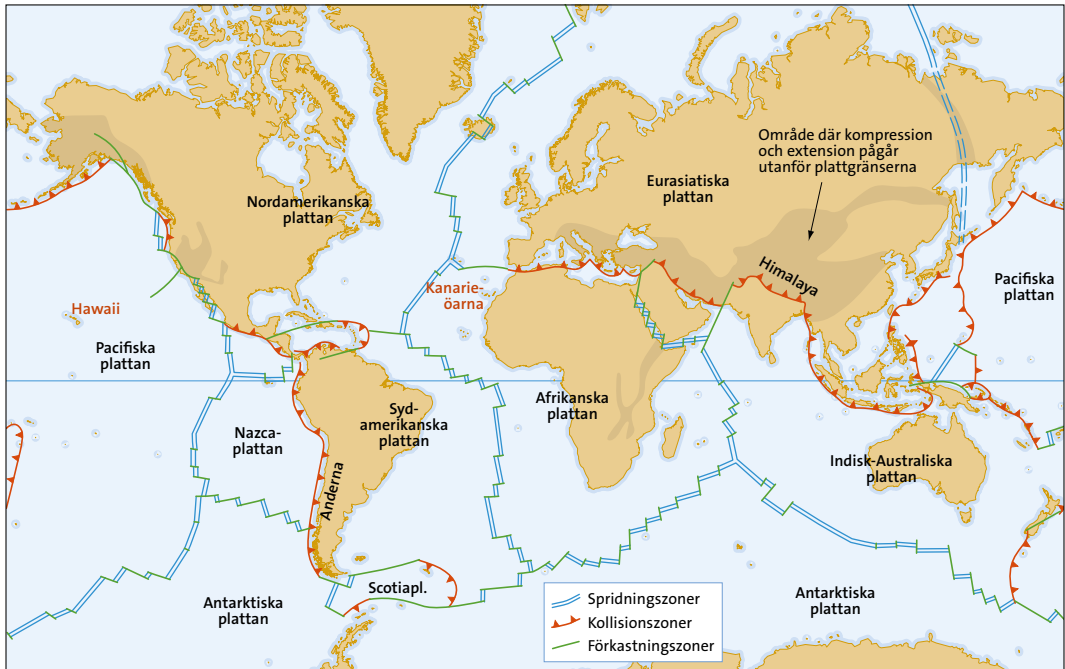 Område där kompression
och extension pågår
utanför plattgränserna
Eurasiatiska
plattan
Nordamerikanska
plattan
Himalaya
Kanarie-
öarna
Hawaii
Pacifiska
plattan
Pacifiska
plattan
Afrikanska
plattan
Syd-
amerikanska
plattan
Nazca-
plattan
Anderna
Indisk-Australiska
plattan
Scotiapl.
Antarktiska
plattan
Antarktiska
plattan
Spridningszoner
Kollisionszoner
Förkastningszoner